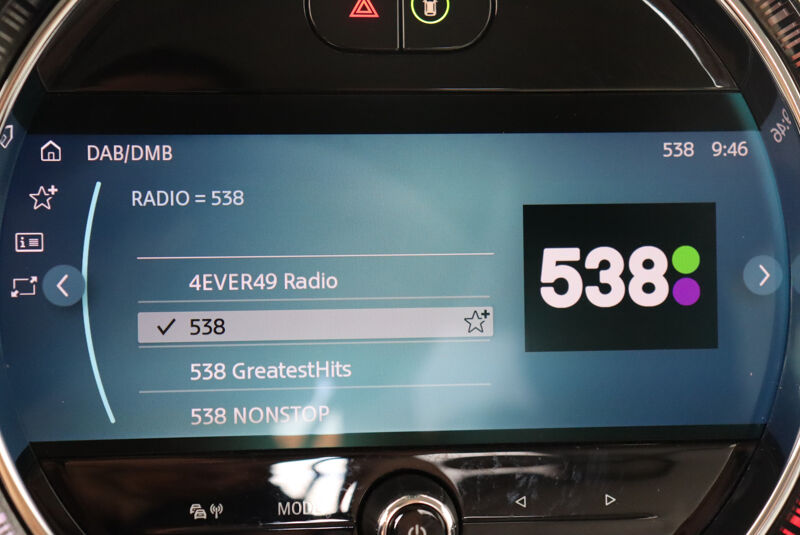 DAB/DMB
538 9:46
RADIO = 538
4EVER49 Radio
538
538 GreatestHits
538 NONSTOP
538
MODE